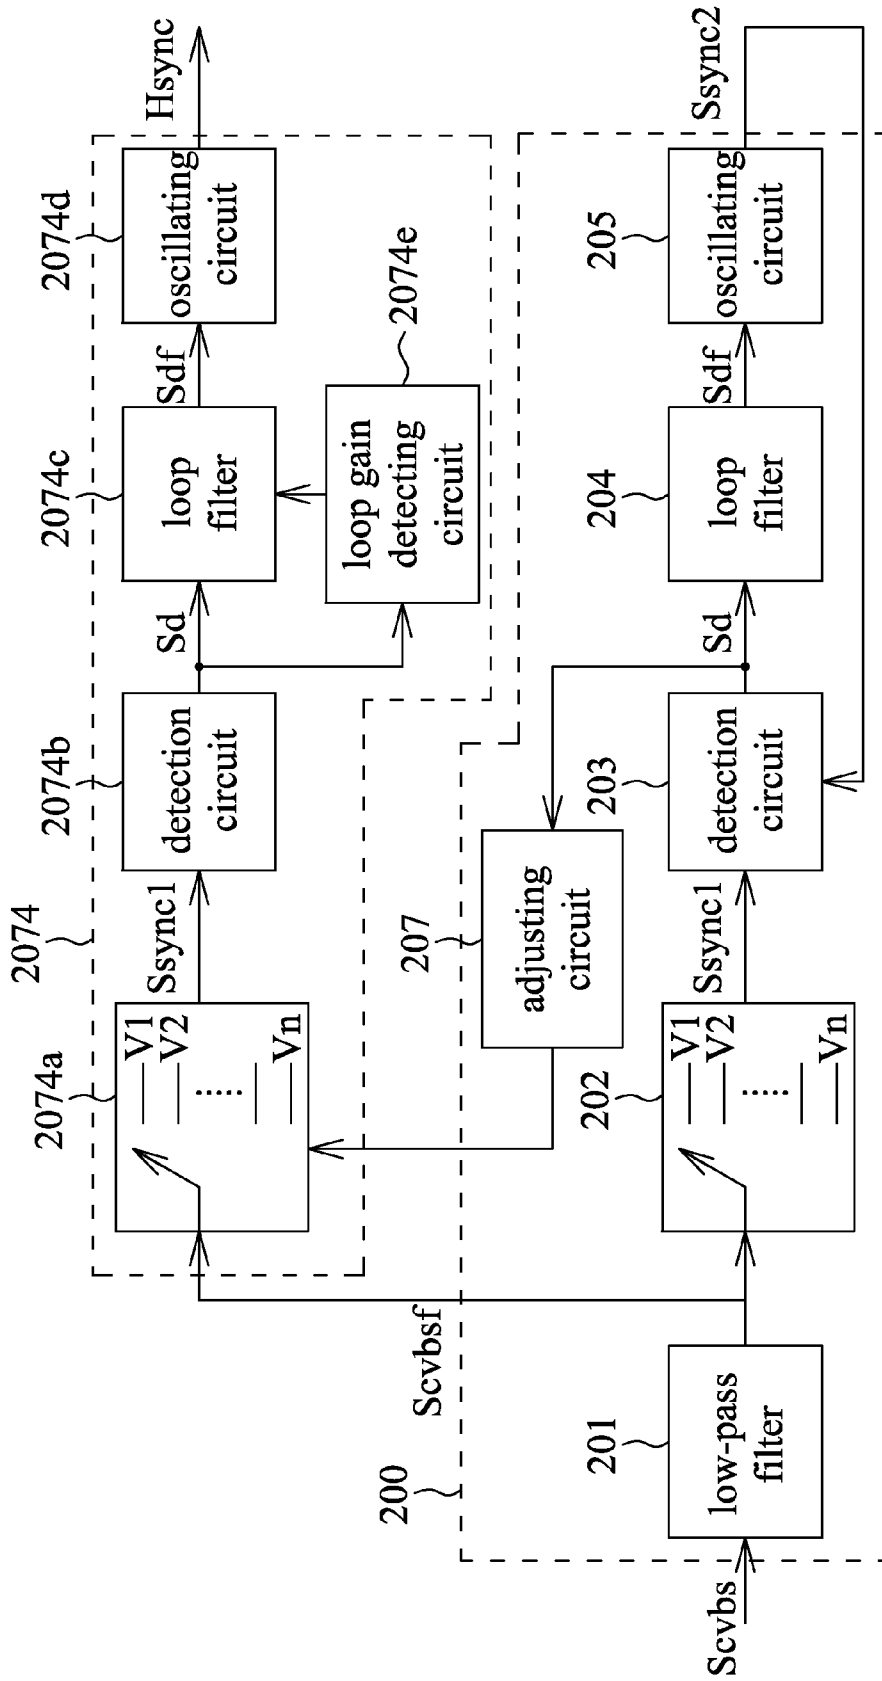 2074
2074a
V1
V2
......
Vn
Ssync1
2074b
detection
circuit
Sd
2074c
loop
filter
Sdf
2074d
oscillating
circuit
Hsync
loop gain
detecting
circuit
2074e
Scvbsf
200
207
adjusting
circuit
Scvbs
201
low-pass
filter
202
V1
V2
......
Vn
Ssync1
203
detection
circuit
Sd
204
loop
filter
Sdf
205
oscillating
circuit
Ssync2